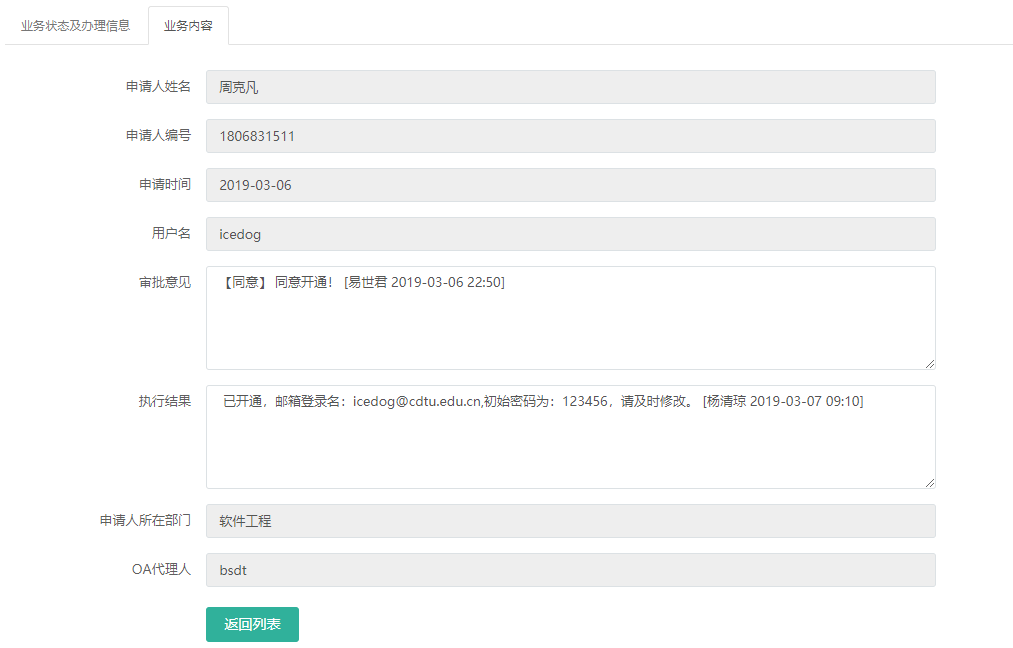 业务状态及办理信息
业务内容
申请人姓名
周克凡
申请人编号
1806831511
申请时间
2019-03-06
用户名
icedog
审批意见
【同意】 同意开通！ [易世君 2019-03-06 22:50]
执行结果
已开通，邮箱登录名：icedog@cdtu.edu.cn,初始密码为：123456，请及时修改。 [杨清琼 2019-03-07 09:10]
申请人所在部门
软件工程
OA代理人
bsdt
返回列表